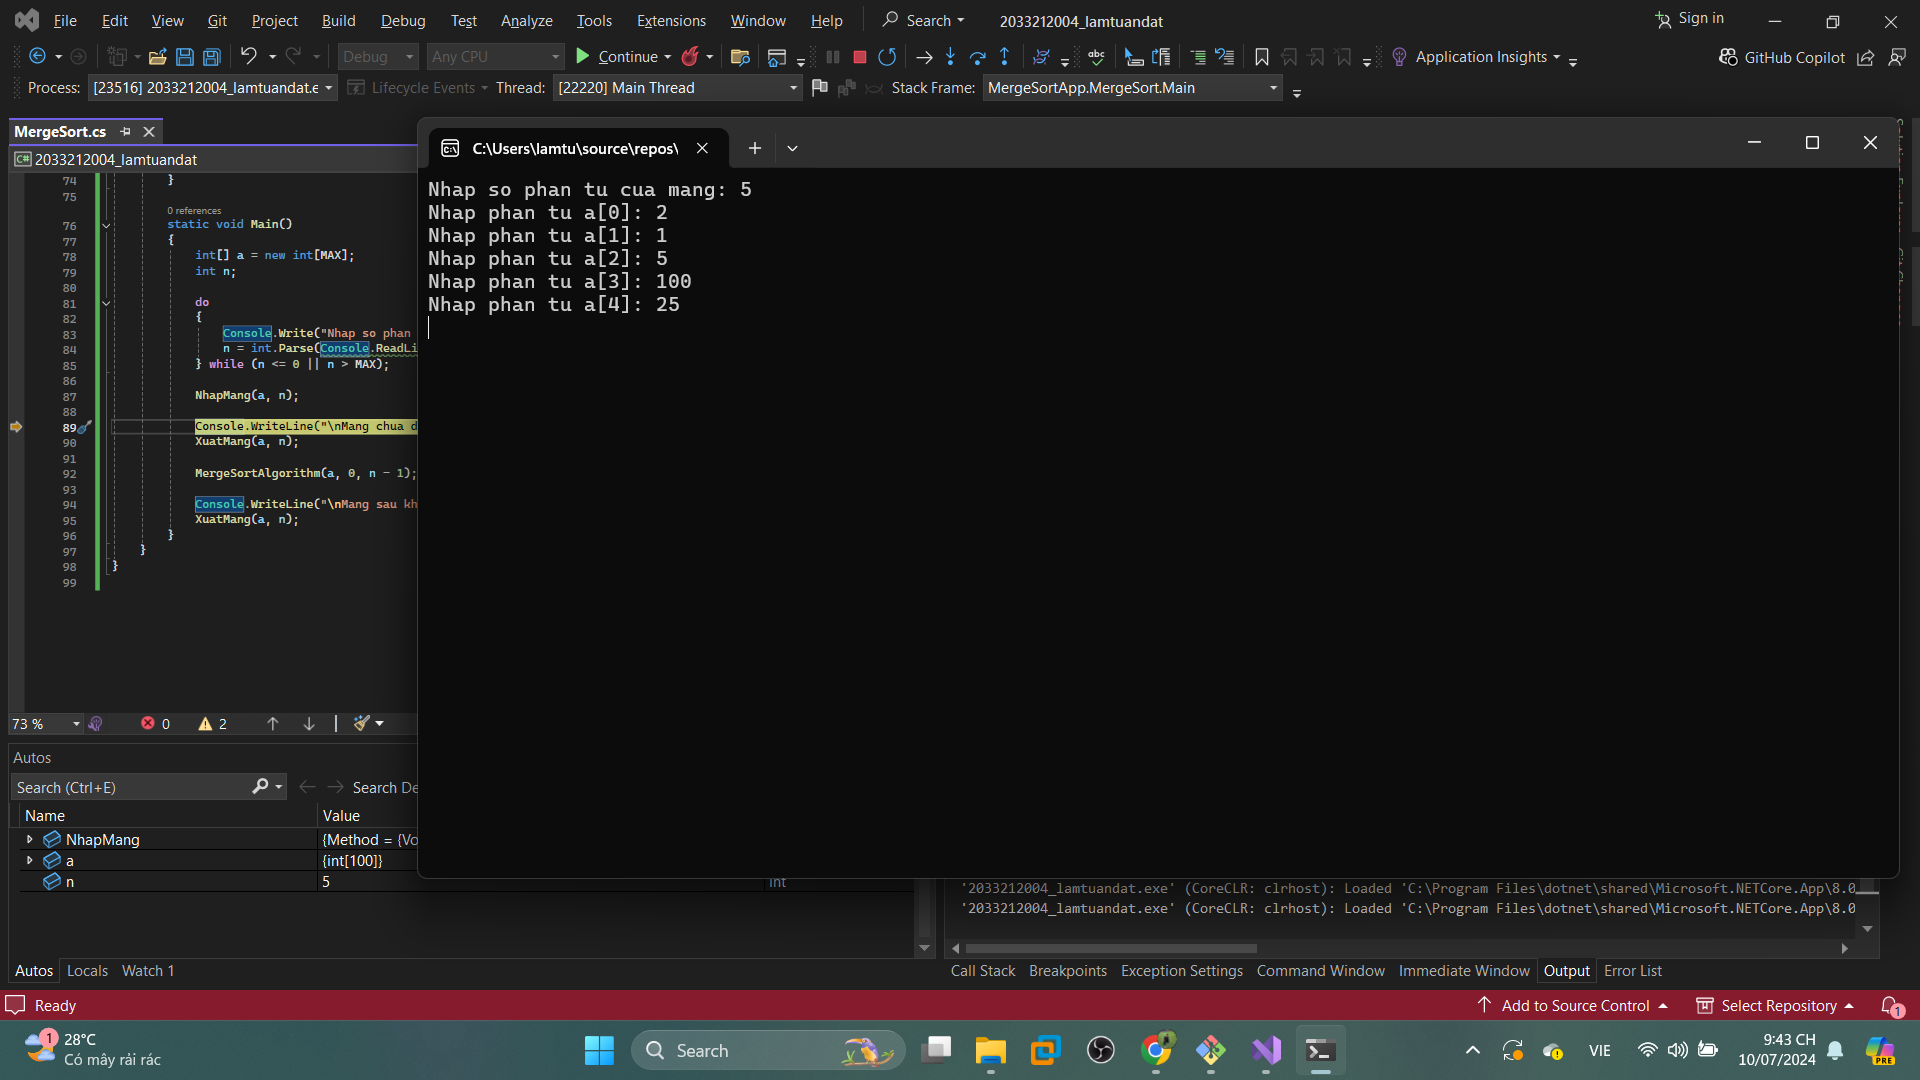 File Edit View Git Project Build Debug Test Analyze Tools Extensions Window Help Search 2033212004_lamtuandat Sign in
Debug Any CPU Continue Application Insights GitHub Copilot
Process: [23516] 2033212004_lamtuandat.e Lifecycle Events Thread: [22220] Main Thread Stack Frame: MergeSortApp.MergeSort.Main
MergeSort.cs
C# 2033212004_lamtuandat
74 }
75
0 references
76 static void Main()
77 {
78 int[] a = new int[MAX];
79 int n;
80
81 do
82 {
83 Console.Write("Nhap so phan
84 n = int.Parse(Console.ReadLi
85 } while (n <= 0 || n > MAX);
86
87 NhapMang(a, n);
88
89 Console.WriteLine("\nMang chua d
90 XuatMang(a, n);
91
92 MergeSortAlgorithm(a, 0, n - 1);
93
94 Console.WriteLine("\nMang sau kh
95 XuatMang(a, n);
96 }
97 }
98 }
99
C:\Users\lamtu\source\repos\
Nhap so phan tu cua mang: 5
Nhap phan tu a[0]: 2
Nhap phan tu a[1]: 1
Nhap phan tu a[2]: 5
Nhap phan tu a[3]: 100
Nhap phan tu a[4]: 25
73 % 0 2
Autos
Search (Ctrl+E) Search De
Name Value
NhapMang {Method = {Vo
a {int[100]}
n 5 int
'2033212004_lamtuandat.exe' (CoreCLR: clrhost): Loaded 'C:\Program Files\dotnet\shared\Microsoft.NETCore.App\8.0
'2033212004_lamtuandat.exe' (CoreCLR: clrhost): Loaded 'C:\Program Files\dotnet\shared\Microsoft.NETCore.App\8.0
Autos Locals Watch 1 Call Stack Breakpoints Exception Settings Command Window Immediate Window Output Error List
Ready Add to Source Control Select Repository 1
1 28°C
Có mây rải rác
Search
VIE
9:43 CH
10/07/2024
PRE